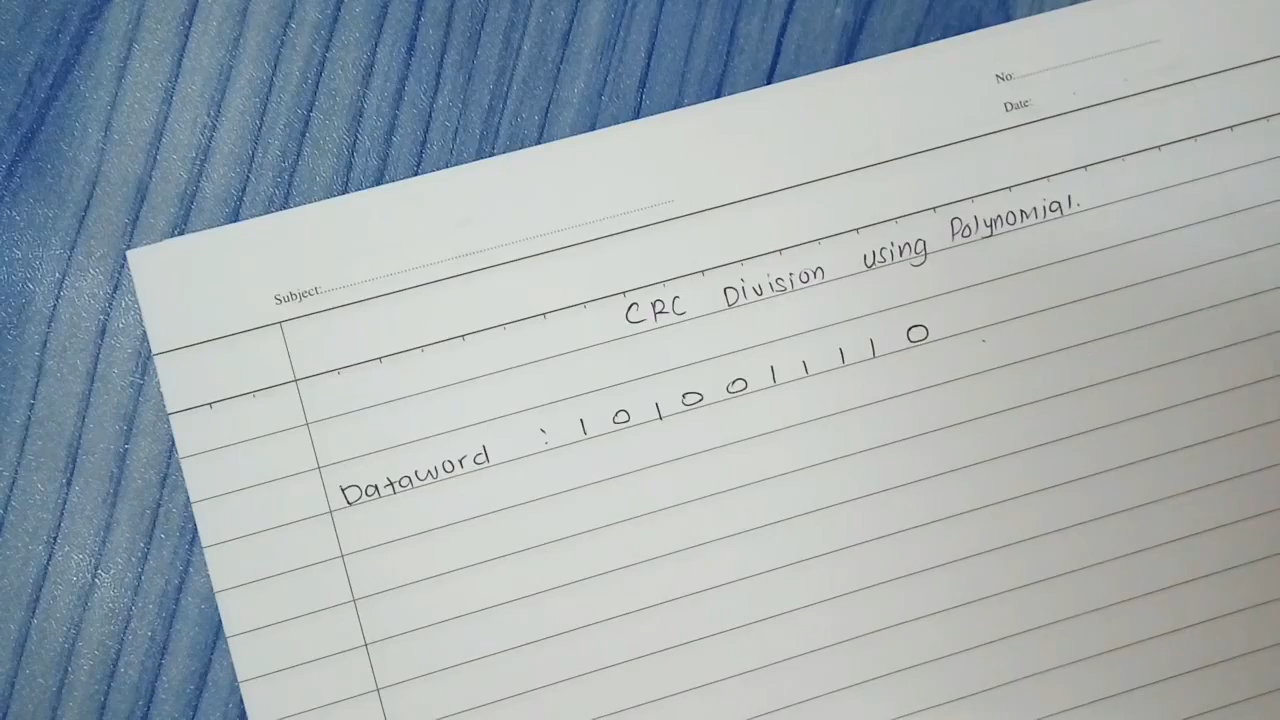 No:
Date:
Subject:
CRC Division using Polynomial.
Dataword : 1 0 1 0 0 1 1 1 1 0